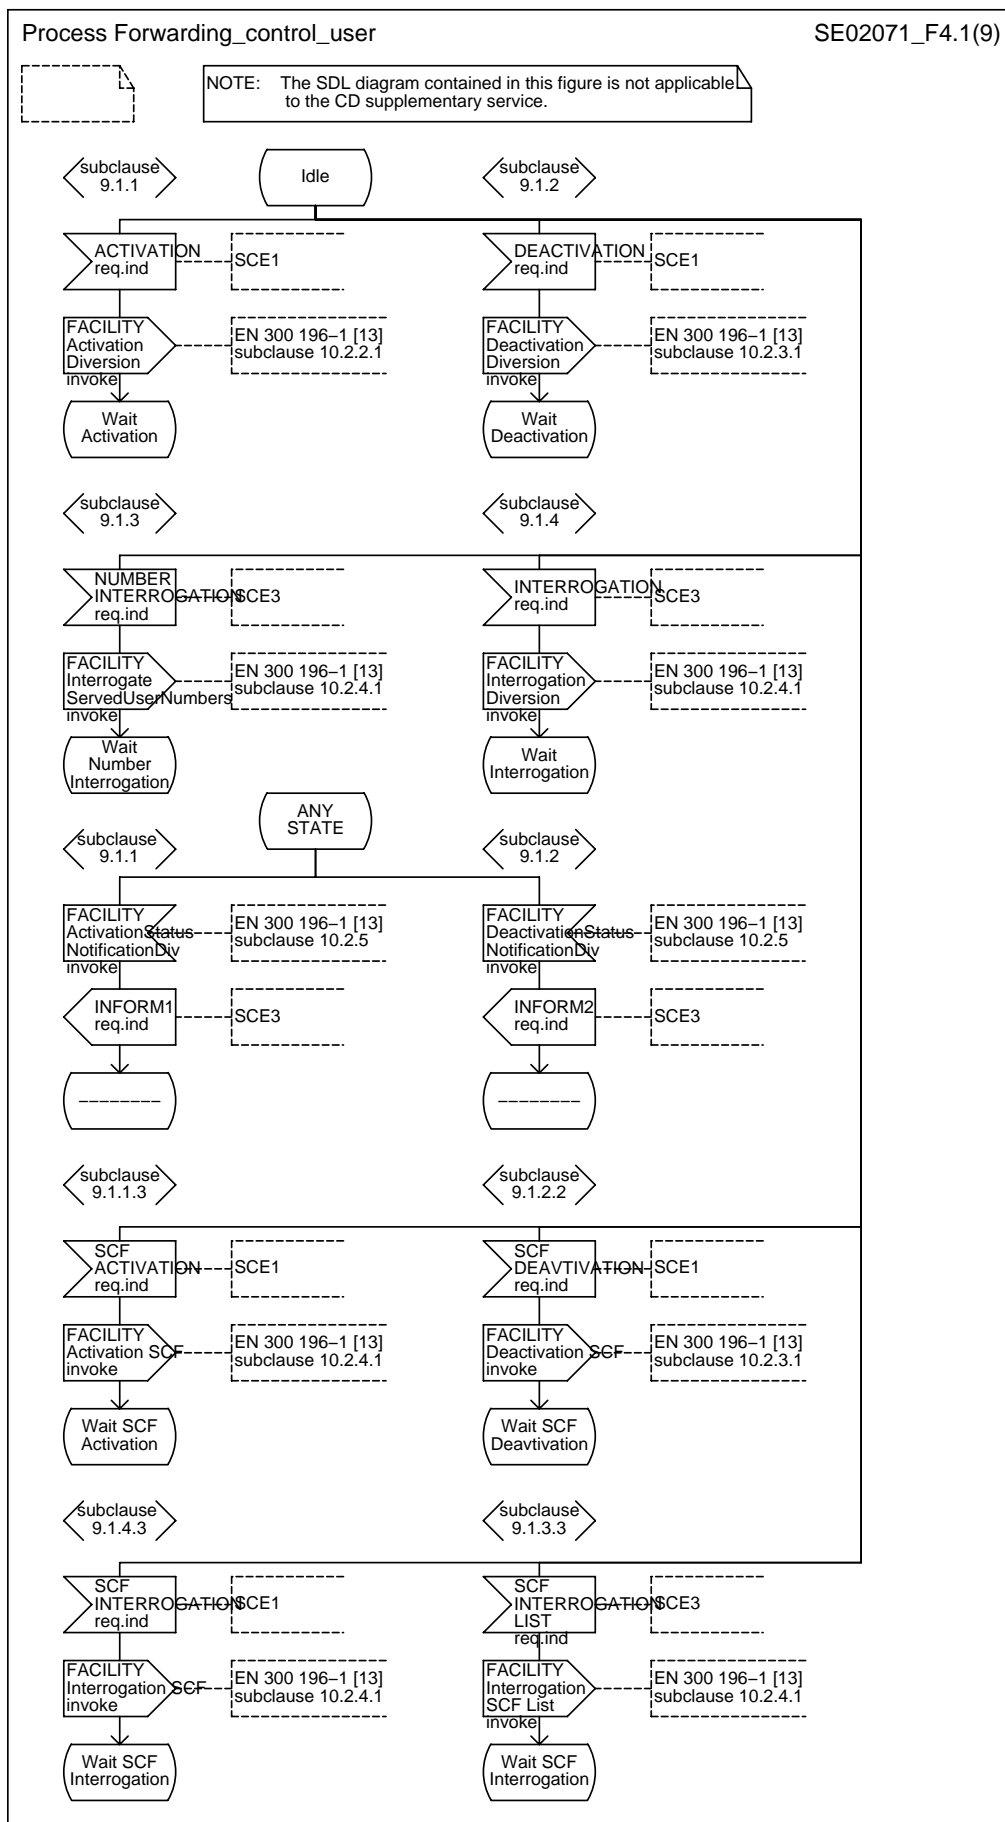 Process Forwarding_control_user
SE02071_F4.1(9)
NOTE: The SDL diagram contained in this figure is not applicable
to the CD supplementary service.
subclause
9.1.1
Idle
subclause
9.1.2
ACTIVATION
req.ind
SCE1
DEACTIVATION
req.ind
SCE1
FACILITY
Activation
Diversion
invoke
EN 300 196–1 [13]
subclause 10.2.2.1
FACILITY
Deactivation
Diversion
invoke
EN 300 196–1 [13]
subclause 10.2.3.1
Wait
Activation
Wait
Deactivation
subclause
9.1.3
subclause
9.1.4
NUMBER
INTERROGATION
req.ind
SCE3
INTERROGATION
req.ind
SCE3
FACILITY
Interrogate
ServedUserNumbers
invoke
EN 300 196–1 [13]
subclause 10.2.4.1
FACILITY
Interrogation
Diversion
invoke
EN 300 196–1 [13]
subclause 10.2.4.1
Wait
Number
Interrogation
Wait
Interrogation
ANY
STATE
subclause
9.1.1
subclause
9.1.2
FACILITY
ActivationStatus
NotificationDiv
invoke
EN 300 196–1 [13]
subclause 10.2.5
FACILITY
DeactivationStatus
NotificationDiv
invoke
EN 300 196–1 [13]
subclause 10.2.5
INFORM1
req.ind
SCE3
INFORM2
req.ind
SCE3
––––––––
––––––––
subclause
9.1.1.3
subclause
9.1.2.2
SCF
ACTIVATION
req.ind
SCE1
SCF
DEAVTIVATION
req.ind
SCE1
FACILITY
Activation SCF
invoke
EN 300 196–1 [13]
subclause 10.2.4.1
FACILITY
Deactivation SCF
invoke
EN 300 196–1 [13]
subclause 10.2.3.1
Wait SCF
Activation
Wait SCF
Deavtivation
subclause
9.1.4.3
subclause
9.1.3.3
SCF
INTERROGATION
req.ind
SCE1
SCF
INTERROGATION
LIST
req.ind
SCE3
FACILITY
Interrogation SCF
invoke
EN 300 196–1 [13]
subclause 10.2.4.1
FACILITY
Interrogation
SCF List
invoke
EN 300 196–1 [13]
subclause 10.2.4.1
Wait SCF
Interrogation
Wait SCF
Interrogation